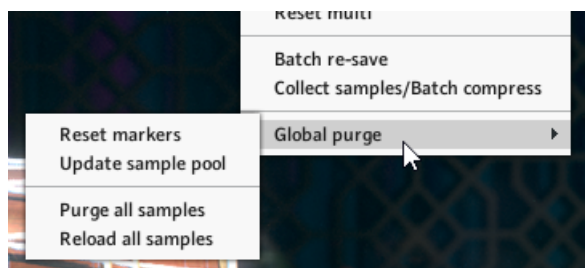 Reset multi
Batch re-save
Collect samples/Batch compress
Global purge
Reset markers
Update sample pool
Purge all samples
Reload all samples